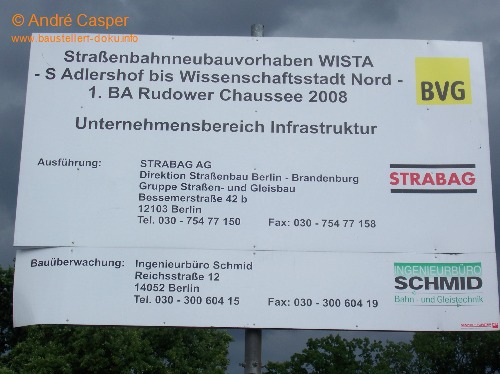 © André Casper
www.baustellen-doku.info
Straßenbahnneubauvorhaben WISTA
- S Adlershof bis Wissenschaftsstadt Nord -
1. BA Rudower Chaussee 2008
BVG
Unternehmensbereich Infrastruktur
Ausführung: STRABAG AG
Direktion Straßenbau Berlin - Brandenburg
Gruppe Straßen- und Gleisbau
Bessemerstraße 42 b
12103 Berlin
Tel. 030 - 754 77 150 Fax: 030 - 754 77 158
STRABAG
Bauüberwachung: Ingenieurbüro Schmid
Reichsstraße 12
14052 Berlin
Tel. 030 - 300 604 15 Fax: 030 - 300 604 19
INGENIEURBÜRO
SCHMID
Bahn - und Gleistechnik